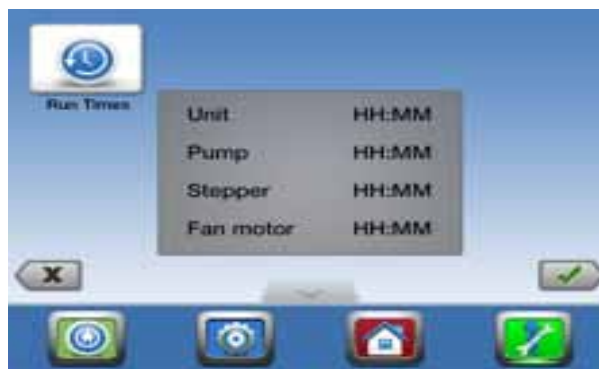 Run Times
Unit HH:MM
Pump HH:MM
Stepper HH:MM
Fan motor HH:MM